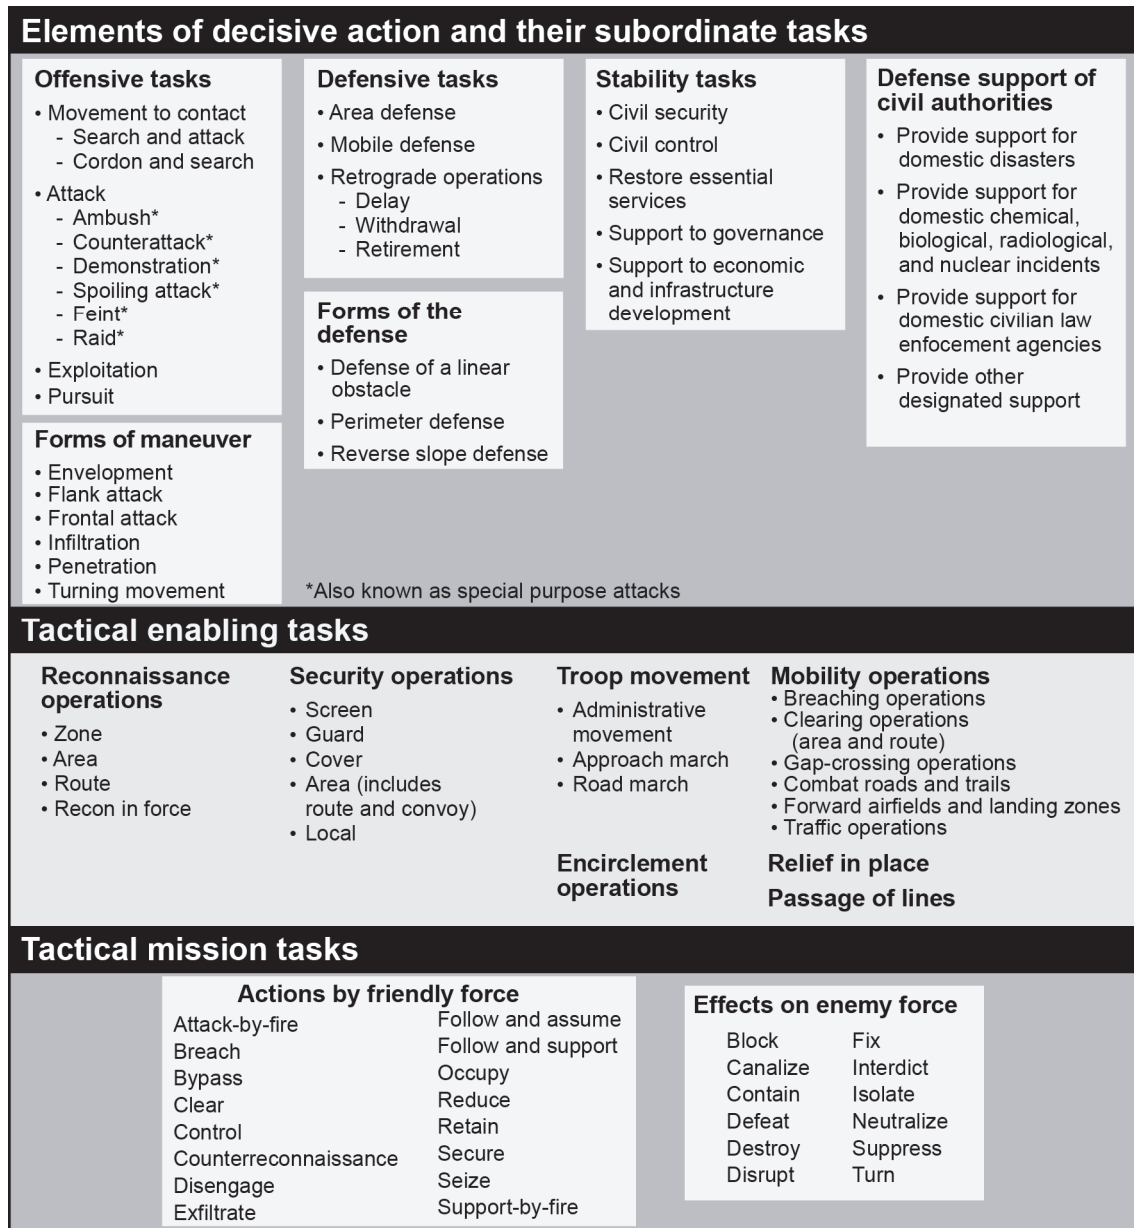 Elements of decisive action and their subordinate tasks
Offensive tasks
• Movement to contact
- Search and attack
- Cordon and search
• Attack
- Ambush*
- Counterattack*
- Demonstration*
- Spoiling attack*
- Feint*
- Raid*
• Exploitation
• Pursuit
Forms of maneuver
• Envelopment
• Flank attack
• Frontal attack
• Infiltration
• Penetration
• Turning movement
Defensive tasks
• Area defense
• Mobile defense
• Retrograde operations
- Delay
- Withdrawal
- Retirement
Forms of the
defense
• Defense of a linear
obstacle
• Perimeter defense
• Reverse slope defense
Stability tasks
• Civil security
• Civil control
• Restore essential
services
• Support to governance
• Support to economic
and infrastructure
development
Defense support of
civil authorities
• Provide support for
domestic disasters
• Provide support for
domestic chemical,
biological, radiological,
and nuclear incidents
• Provide support for
domestic civilian law
enfocement agencies
• Provide other
designated support
*Also known as special purpose attacks
Tactical enabling tasks
Reconnaissance
operations
• Zone
• Area
• Route
• Recon in force
Security operations
• Screen
• Guard
• Cover
• Area (includes
route and convoy)
• Local
Troop movement
• Administrative
movement
• Approach march
• Road march
Encirclement
operations
Mobility operations
• Breaching operations
• Clearing operations
(area and route)
• Gap-crossing operations
• Combat roads and trails
• Forward airfields and landing zones
• Traffic operations
Relief in place
Passage of lines
Tactical mission tasks
Actions by friendly force
Attack-by-fire
Breach
Bypass
Clear
Control
Counterreconnaissance
Disengage
Exfiltrate
Follow and assume
Follow and support
Occupy
Reduce
Retain
Secure
Seize
Support-by-fire
Effects on enemy force
Block
Canalize
Contain
Defeat
Destroy
Disrupt
Fix
Interdict
Isolate
Neutralize
Suppress
Turn